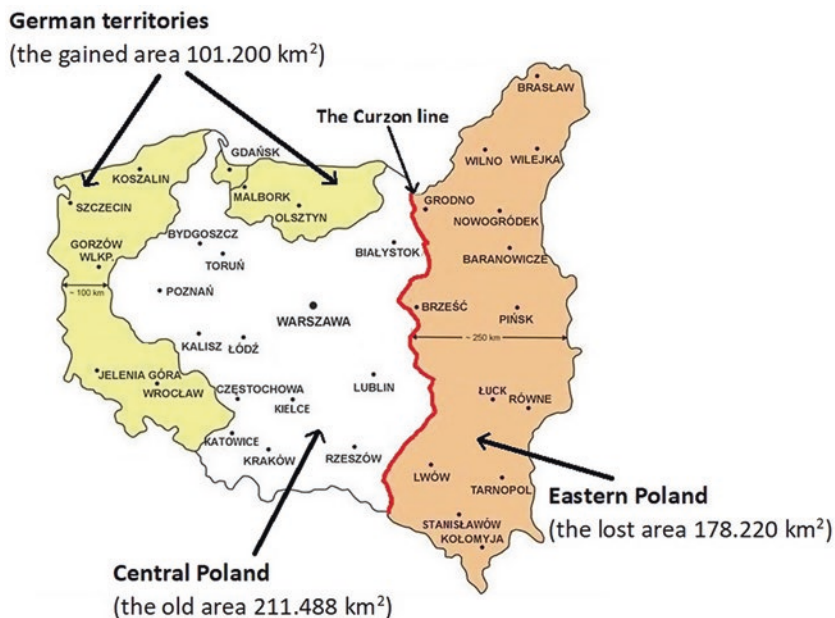 German territories
(the gained area 101.200 km²)
The Curzon line
BRASŁAW
WILNO
WILEJKA
GDAŃSK
KOSZALIN
MALBORK
SZCZECIN
OLSZTYN
GRODNO
NOWOGRÓDEK
BYDGOSZCZ
BIAŁYSTOK
GORZÓW
WLKP.
TORUŃ
BARANOWICZE
~ 100 km
POZNAŃ
WARSZAWA
BRZEŚĆ
PIŃSK
KALISZ
ŁÓDŹ
~ 250 km
JELENIA GÓRA
WROCŁAW
CZĘSTOCHOWA
KIELCE
LUBLIN
ŁUCK
RÓWNE
KATOWICE
KRAKÓW
RZESZÓW
LWÓW
TARNOPOL
Eastern Poland
(the lost area 178.220 km²)
STANISŁAWÓW
KOŁOMYJA
Central Poland
(the old area 211.488 km²)